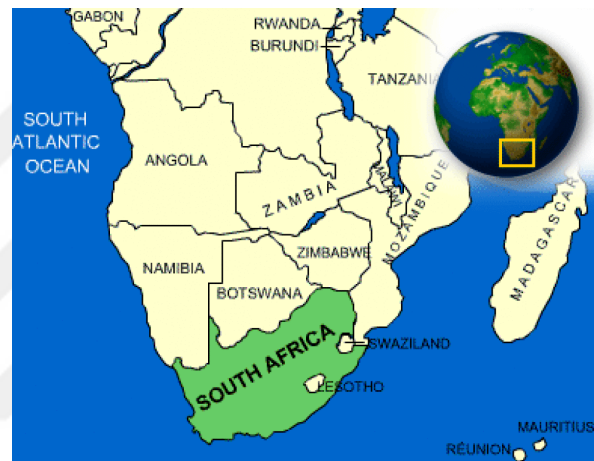 GABON
RWANDA
BURUNDI
TANZANIA
SOUTH
ATLANTIC
OCEAN
ANGOLA
ZAMBIA
MALAWI
MOZAMBIQUE
MADAGASCAR
NAMIBIA
ZIMBABWE
BOTSWANA
SOUTH AFRICA
SWAZILAND
LESOTHO
MAURITIUS
RÉUNION